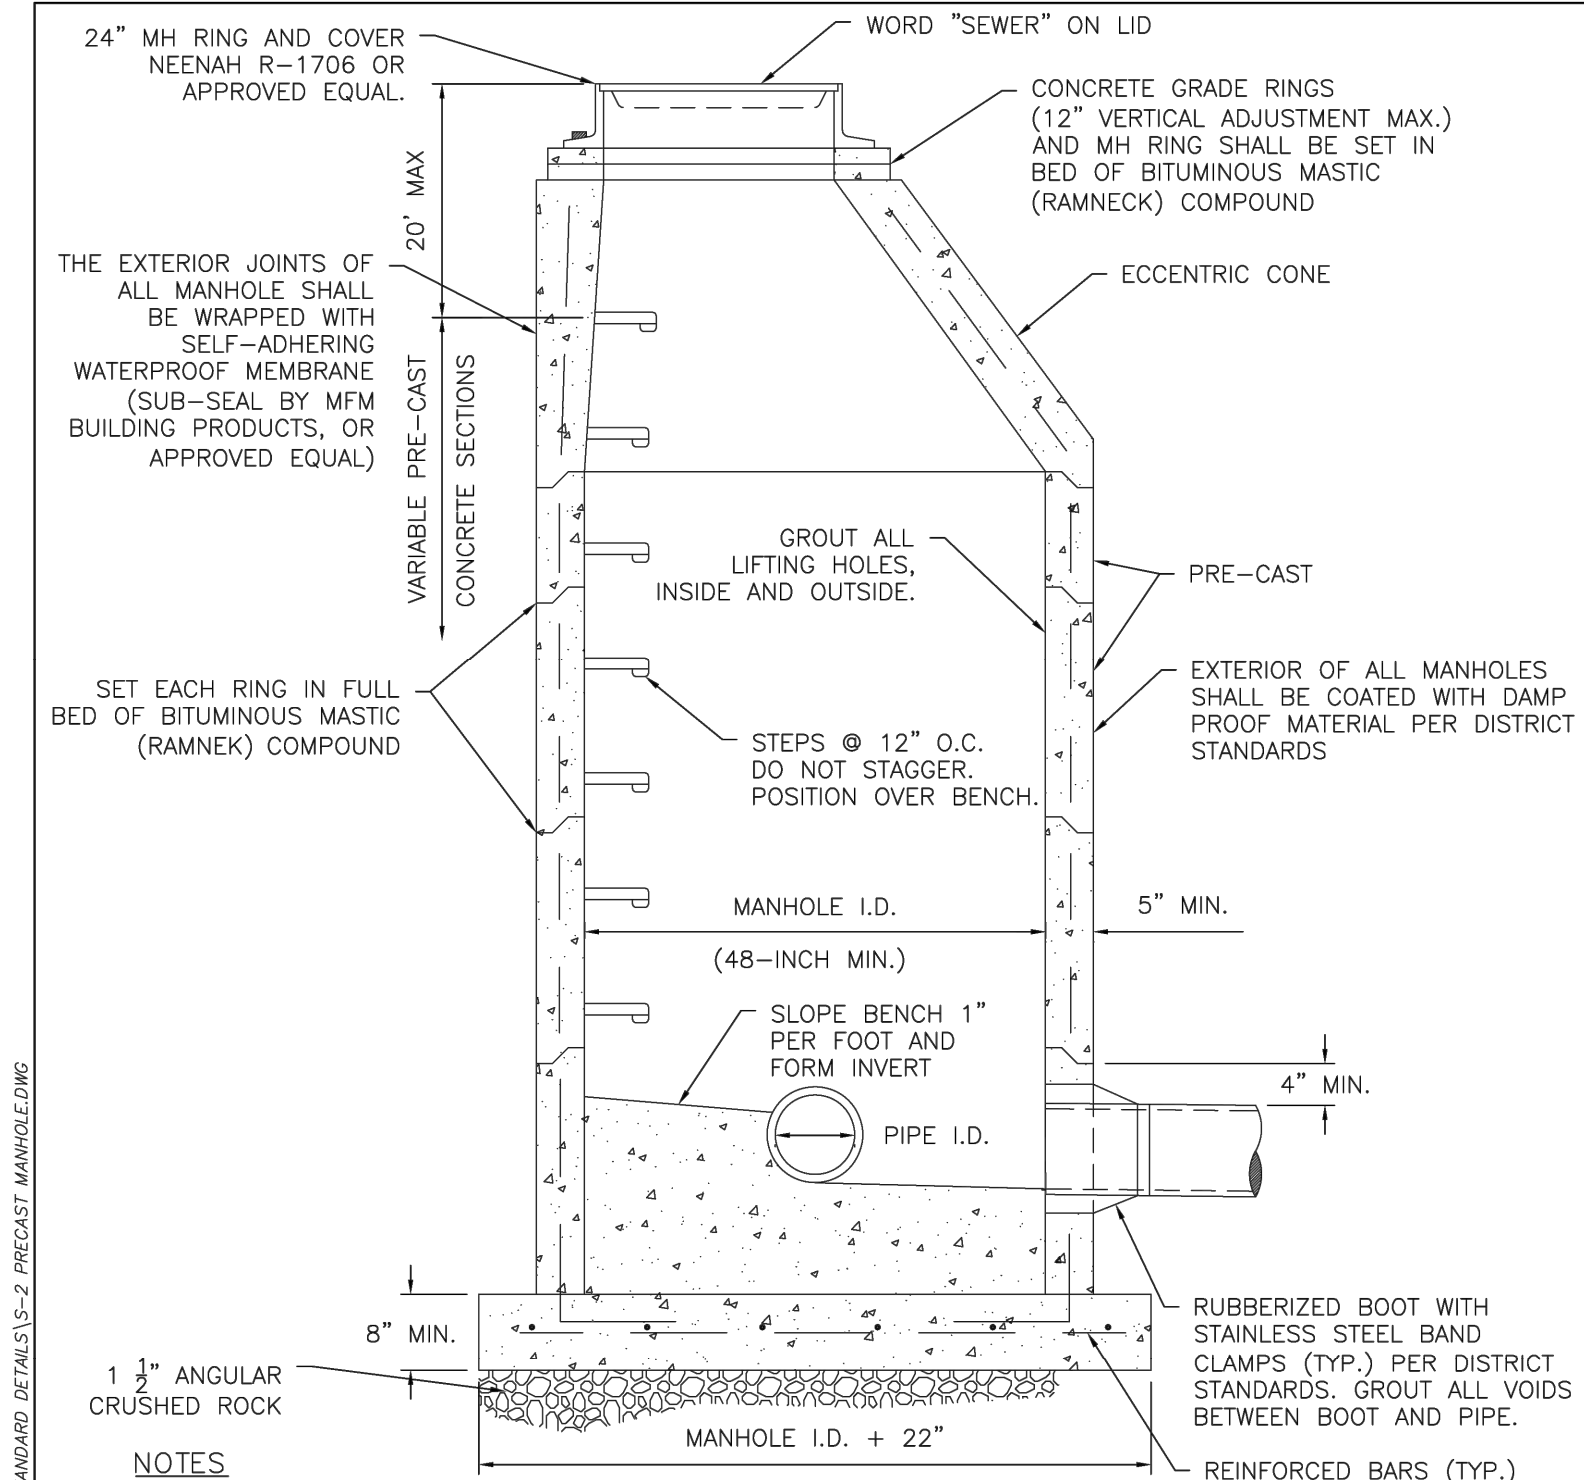 24” MH RING AND COVER
NEENAH R–1706 OR
APPROVED EQUAL.
WORD "SEWER" ON LID
CONCRETE GRADE RINGS
(12” VERTICAL ADJUSTMENT MAX.)
AND MH RING SHALL BE SET IN
BED OF BITUMINOUS MASTIC
(RAMNECK) COMPOUND
20’ MAX
THE EXTERIOR JOINTS OF
ALL MANHOLE SHALL
BE WRAPPED WITH
SELF–ADHERING
WATERPROOF MEMBRANE
(SUB–SEAL BY MFM
BUILDING PRODUCTS, OR
APPROVED EQUAL)
ECCENTRIC CONE
VARIABLE PRE–CAST
CONCRETE SECTIONS
GROUT ALL
LIFTING HOLES,
INSIDE AND OUTSIDE.
PRE–CAST
SET EACH RING IN FULL
BED OF BITUMINOUS MASTIC
(RAMNEK) COMPOUND
EXTERIOR OF ALL MANHOLES
SHALL BE COATED WITH DAMP
PROOF MATERIAL PER DISTRICT
STANDARDS
STEPS @ 12” O.C.
DO NOT STAGGER.
POSITION OVER BENCH.
MANHOLE I.D.
(48–INCH MIN.)
5” MIN.
SLOPE BENCH 1”
PER FOOT AND
FORM INVERT
4” MIN.
PIPE I.D.
8” MIN.
1 1/2” ANGULAR
CRUSHED ROCK
RUBBERIZED BOOT WITH
STAINLESS STEEL BAND
CLAMPS (TYP.) PER DISTRICT
STANDARDS. GROUT ALL VOIDS
BETWEEN BOOT AND PIPE.
MANHOLE I.D. + 22”
REINFORCED BARS (TYP.)
NOTES
ANDARD DETAILS\S-2 PRECAST MANHOLE.DWG